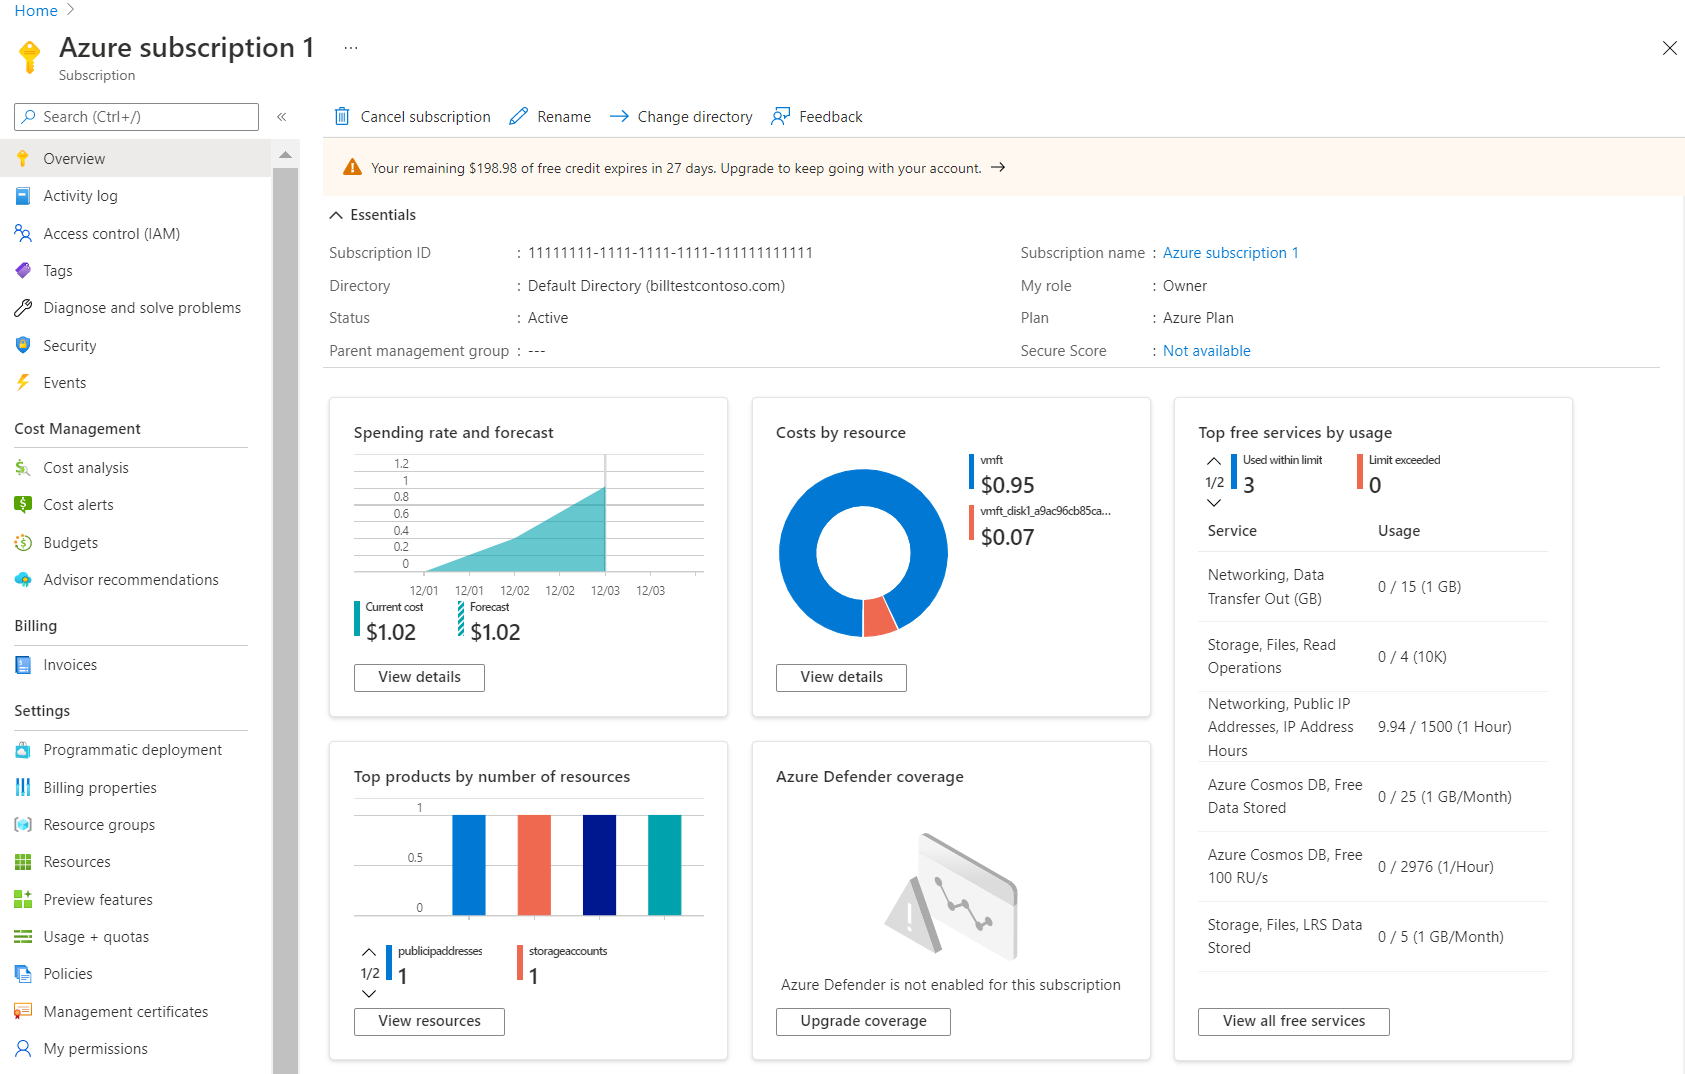 Home
Azure subscription 1 ...
Subscription
Search (Ctrl+/)
«
Overview
Activity log
Access control (IAM)
Tags
Diagnose and solve problems
Security
Events
Cost Management
Cost analysis
Cost alerts
Budgets
Advisor recommendations
Billing
Invoices
Settings
Programmatic deployment
Billing properties
Resource groups
Resources
Preview features
Usage + quotas
Policies
Management certificates
My permissions
Cancel subscription Rename Change directory Feedback
Your remaining $198.98 of free credit expires in 27 days. Upgrade to keep going with your account. →
Essentials
Subscription ID : 11111111-1111-1111-1111-111111111111
Directory : Default Directory (billtestcontoso.com)
Status : Active
Parent management group : ---
Subscription name : Azure subscription 1
My role : Owner
Plan : Azure Plan
Secure Score : Not available
Spending rate and forecast
1.2
1
0.8
0.6
0.4
0.2
0
12/01 12/01 12/02 12/02 12/03 12/03
Current cost Forecast
$1.02 $1.02
View details
Costs by resource
vmft
$0.95
vmft_disk1_a9ac96cb85ca...
$0.07
View details
Top free services by usage
1/2
Used within limit Limit exceeded
3 0
Service Usage
Networking, Data
Transfer Out (GB)
0 / 15 (1 GB)
Storage, Files, Read
Operations
0 / 4 (10K)
Networking, Public IP
Addresses, IP Address
Hours
9.94 / 1500 (1 Hour)
Azure Cosmos DB, Free
Data Stored
0 / 25 (1 GB/Month)
Azure Cosmos DB, Free
100 RU/s
0 / 2976 (1/Hour)
Storage, Files, LRS Data
Stored
0 / 5 (1 GB/Month)
View all free services
Top products by number of resources
1
0.5
0
1/2
publicipaddresses storageaccounts
1 1
View resources
Azure Defender coverage
Azure Defender is not enabled for this subscription
Upgrade coverage